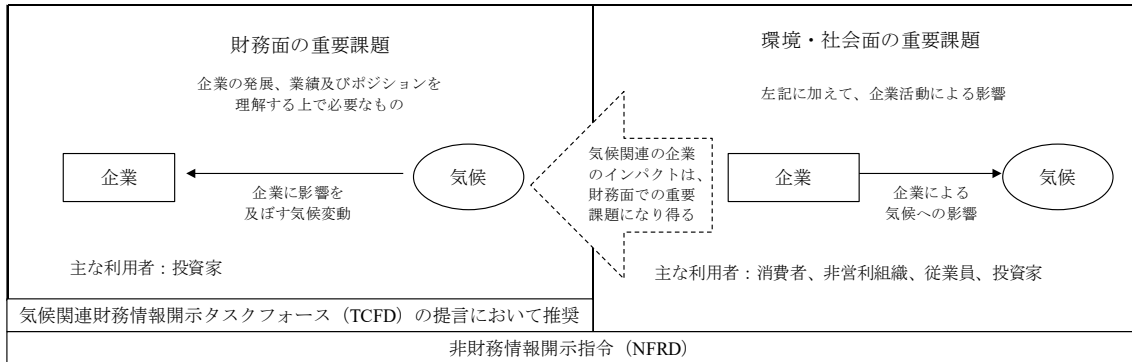 財務面の重要課題
企業の発展、業績及びポジションを
理解する上で必要なもの
企業
気候
企業に影響を
及ぼす気候変動
主な利用者：投資家
気候関連財務情報開示タスクフォース（TCFD）の提言において推奨
気候関連の企業
のインパクトは、
財務面での重要
課題になり得る
環境・社会面の重要課題
左記に加えて、企業活動による影響
企業
気候
企業による
気候への影響
主な利用者：消費者、非営利組織、従業員、投資家
非財務情報開示指令（NFRD）